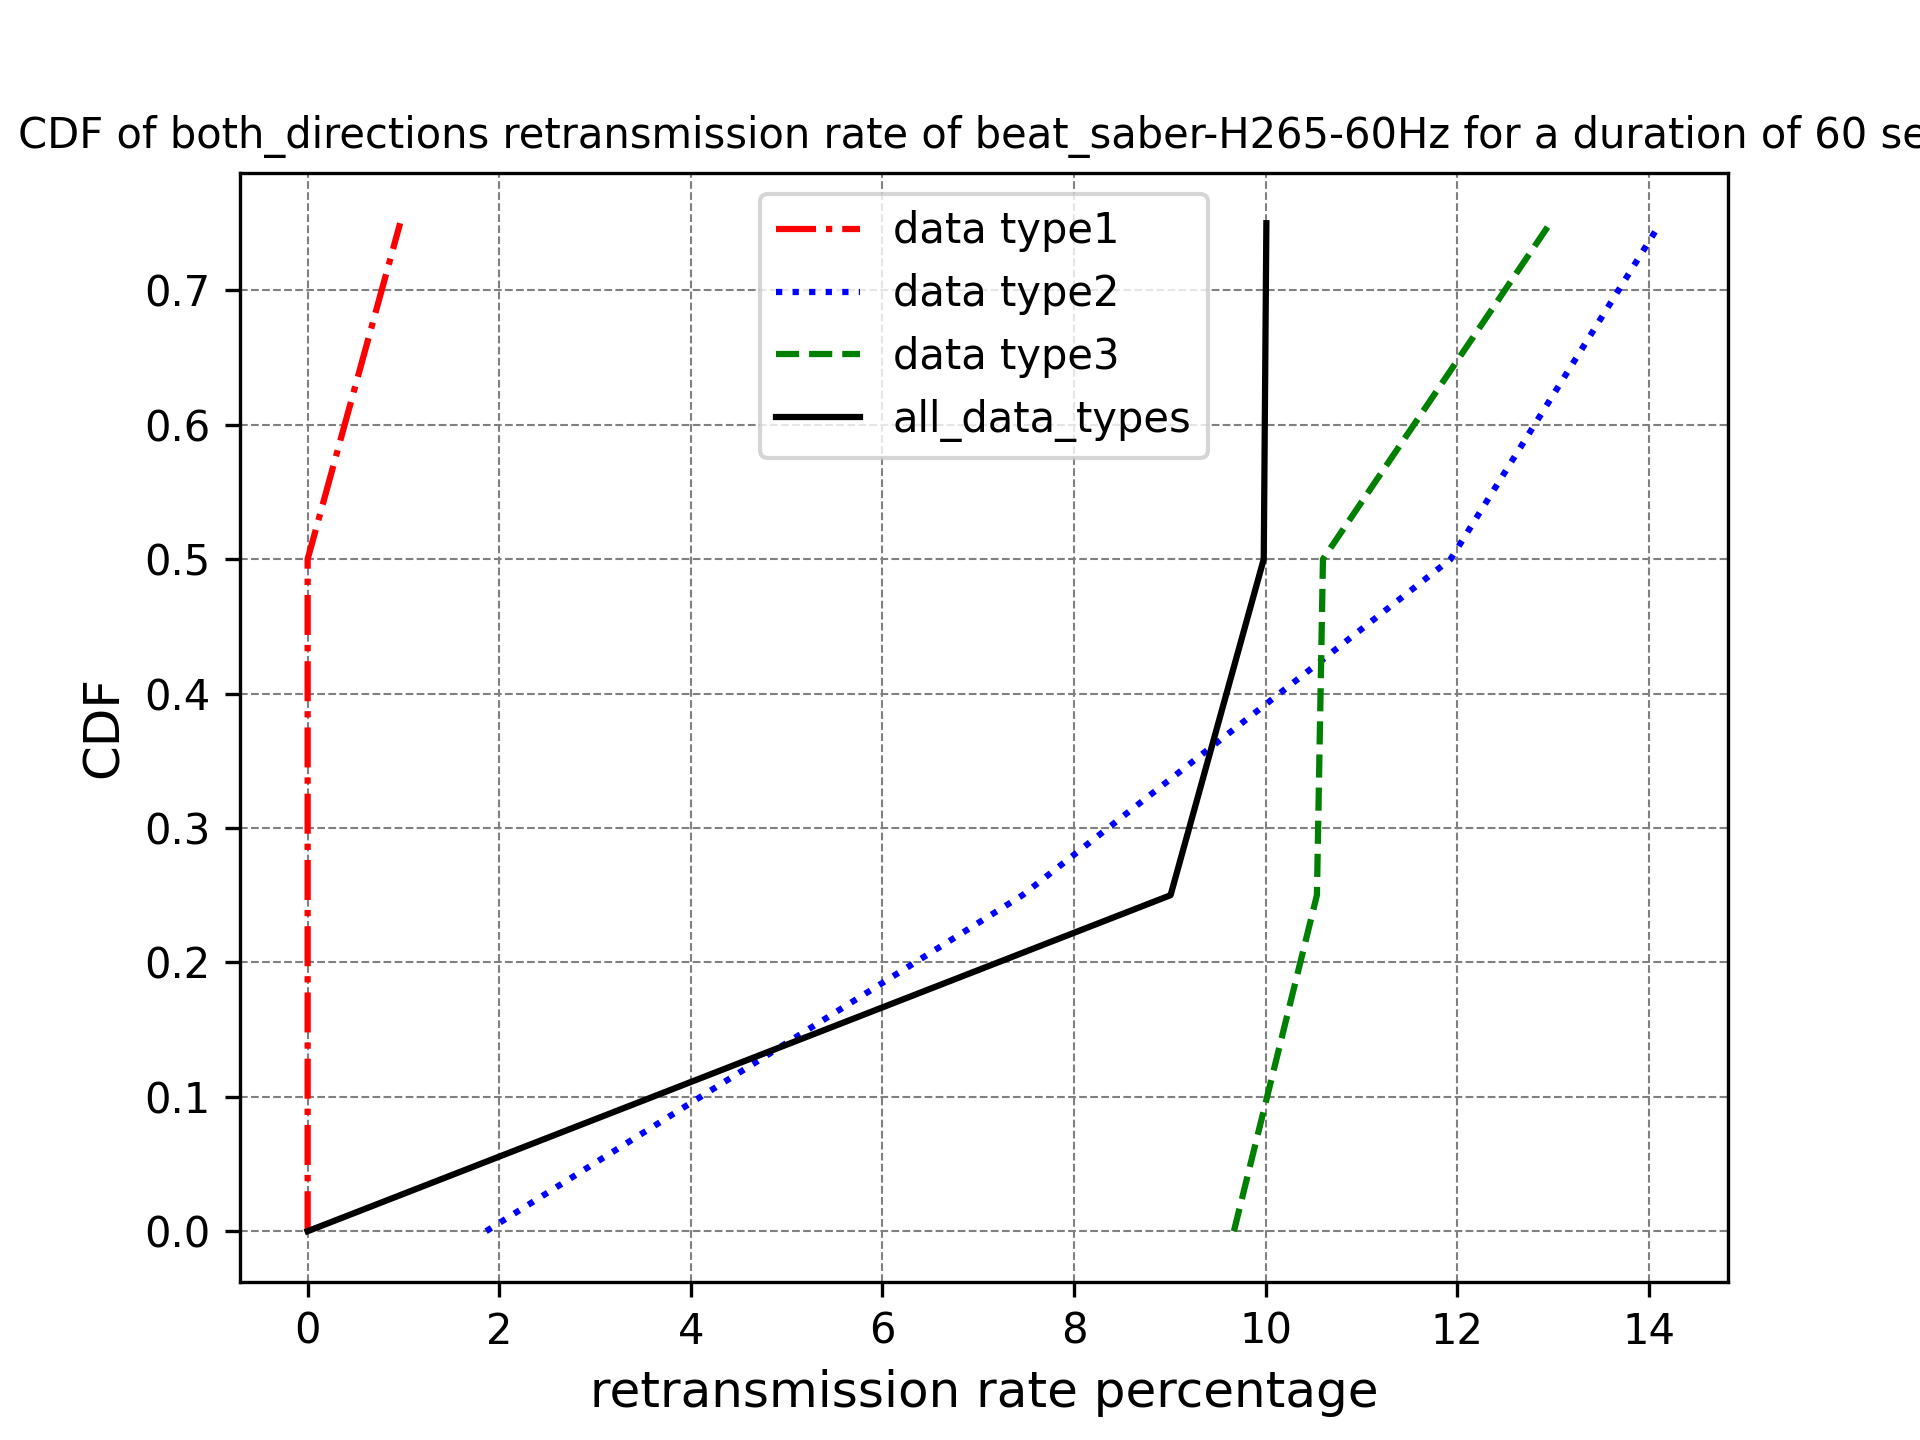 CDF of both_directions retransmission rate of beat_saber-H265-60Hz for a duration of 60 se
data type1
data type2
data type3
all_data_types
0.7
0.6
0.5
0.4
0.3
0.2
0.1
0.0
CDF
0 2 4 6 8 10 12 14
retransmission rate percentage